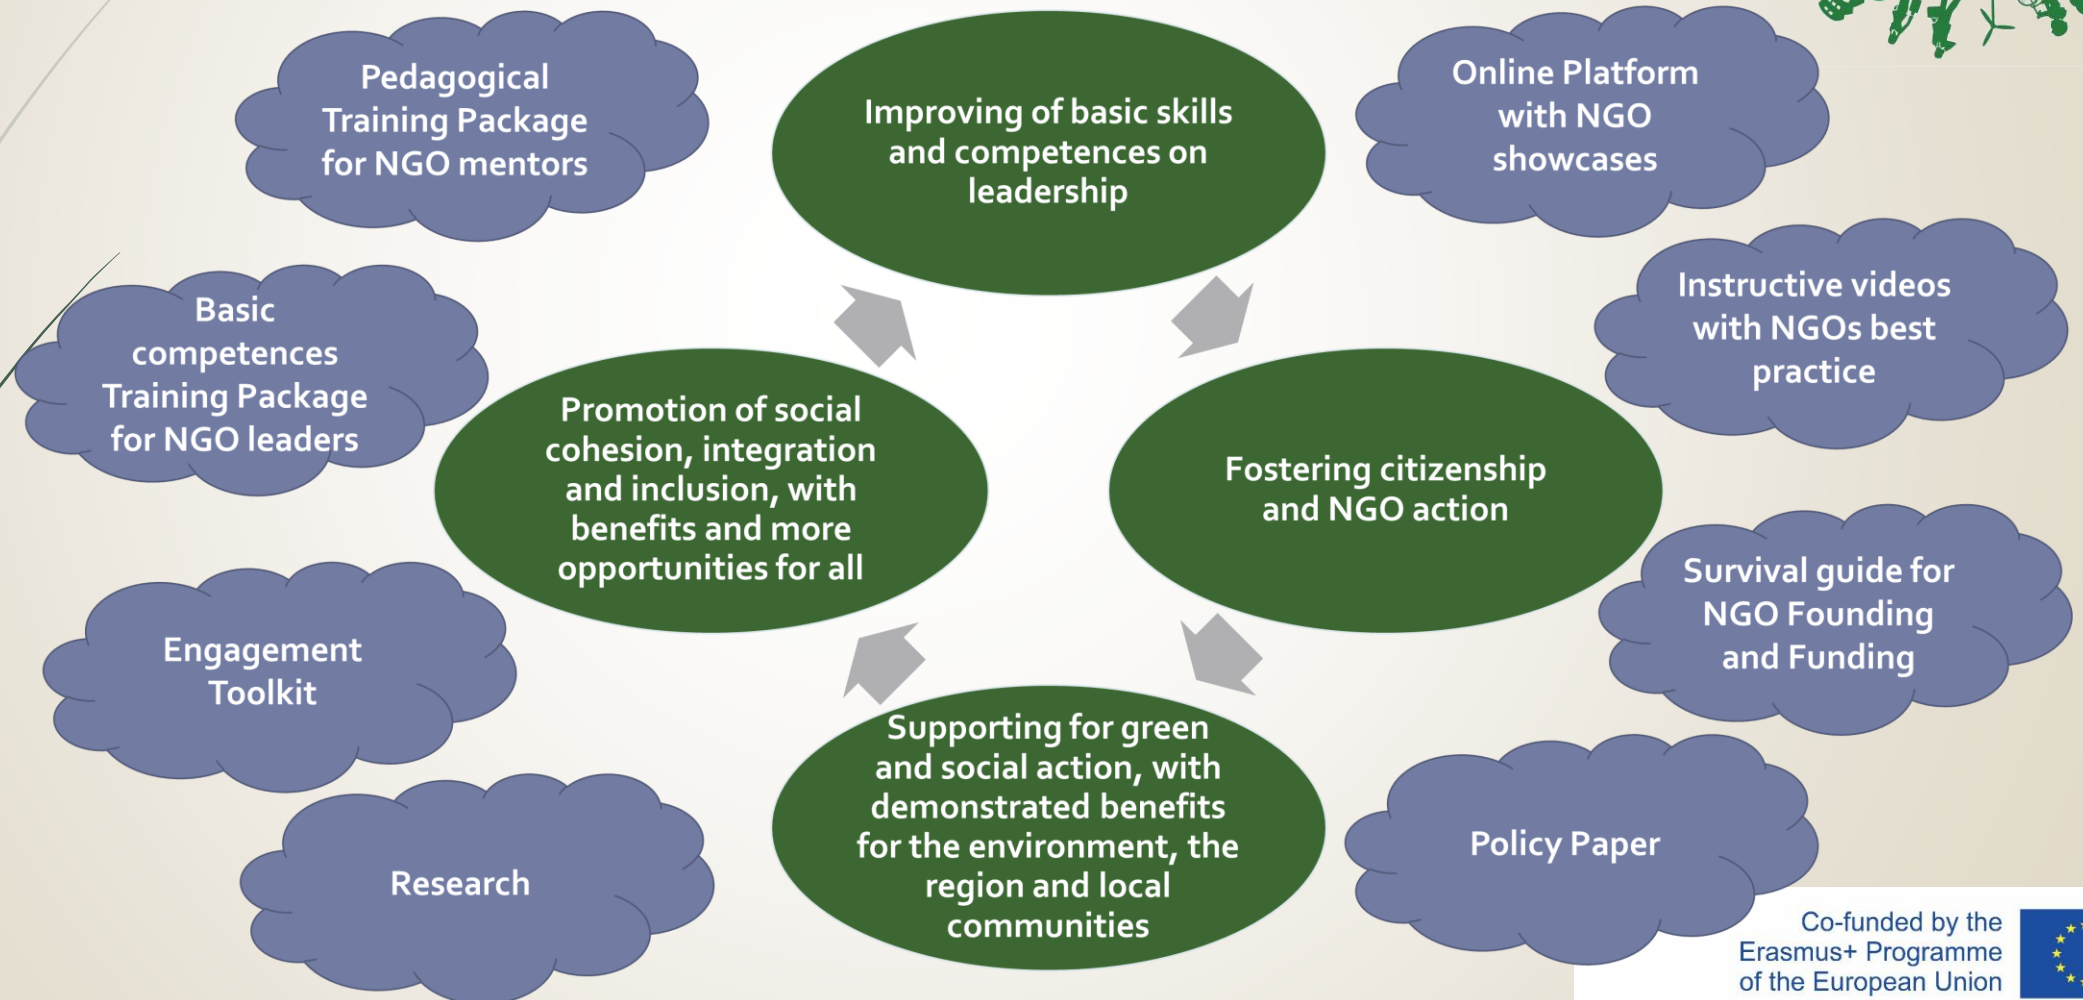 Pedagogical
Training Package
for NGO mentors
Improving of basic skills
and competences on
leadership
Online Platform
with NGO
showcases
Basic
competences
Training Package
for NGO leaders
Promotion of social
cohesion, integration
and inclusion, with
benefits and more
opportunities for all
Fostering citizenship
and NGO action
Instructive videos
with NGOs best
practice
Engagement
Toolkit
Survival guide for
NGO Founding
and Funding
Research
Supporting for green
and social action, with
demonstrated benefits
for the environment, the
region and local
communities
Policy Paper
Co-funded by the
Erasmus+ Programme
of the European Union